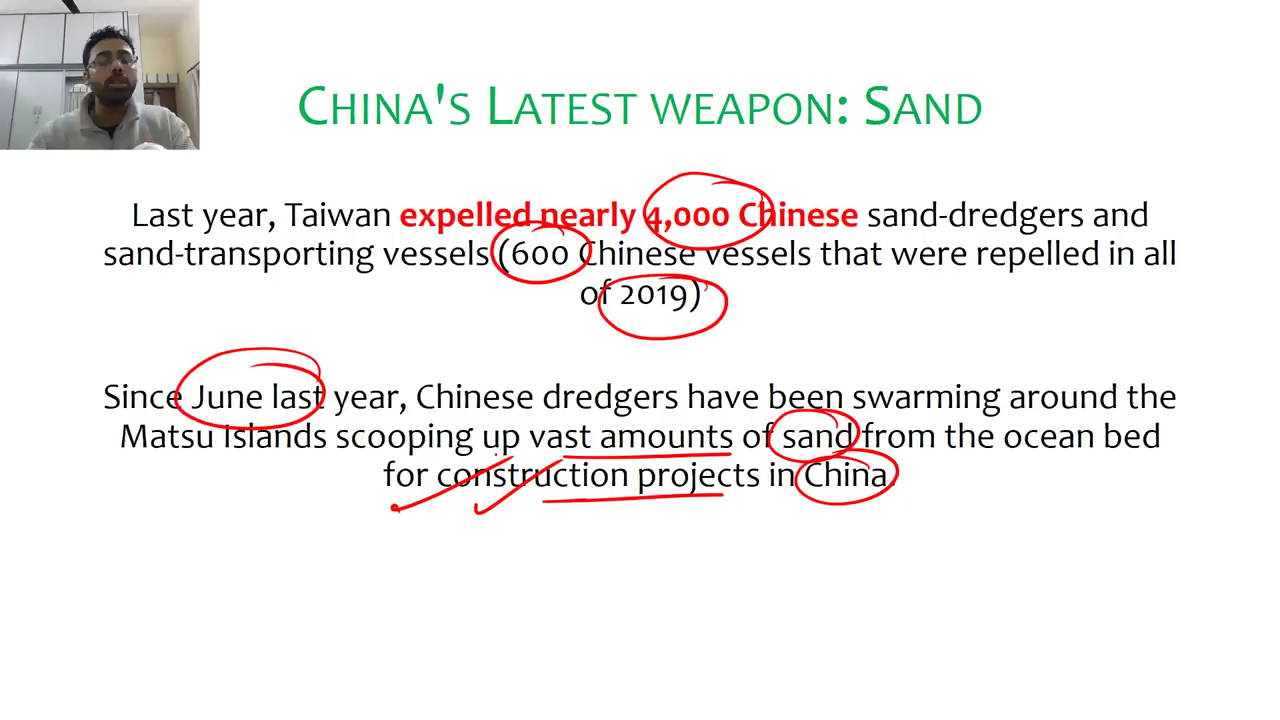 China's Latest weapon: Sand
Last year, Taiwan expelled nearly 4,000 Chinese sand-dredgers and
sand-transporting vessels (600 Chinese vessels that were repelled in all
of 2019)
Since June last year, Chinese dredgers have been swarming around the
Matsu Islands scooping up vast amounts of sand from the ocean bed
for construction projects in China.